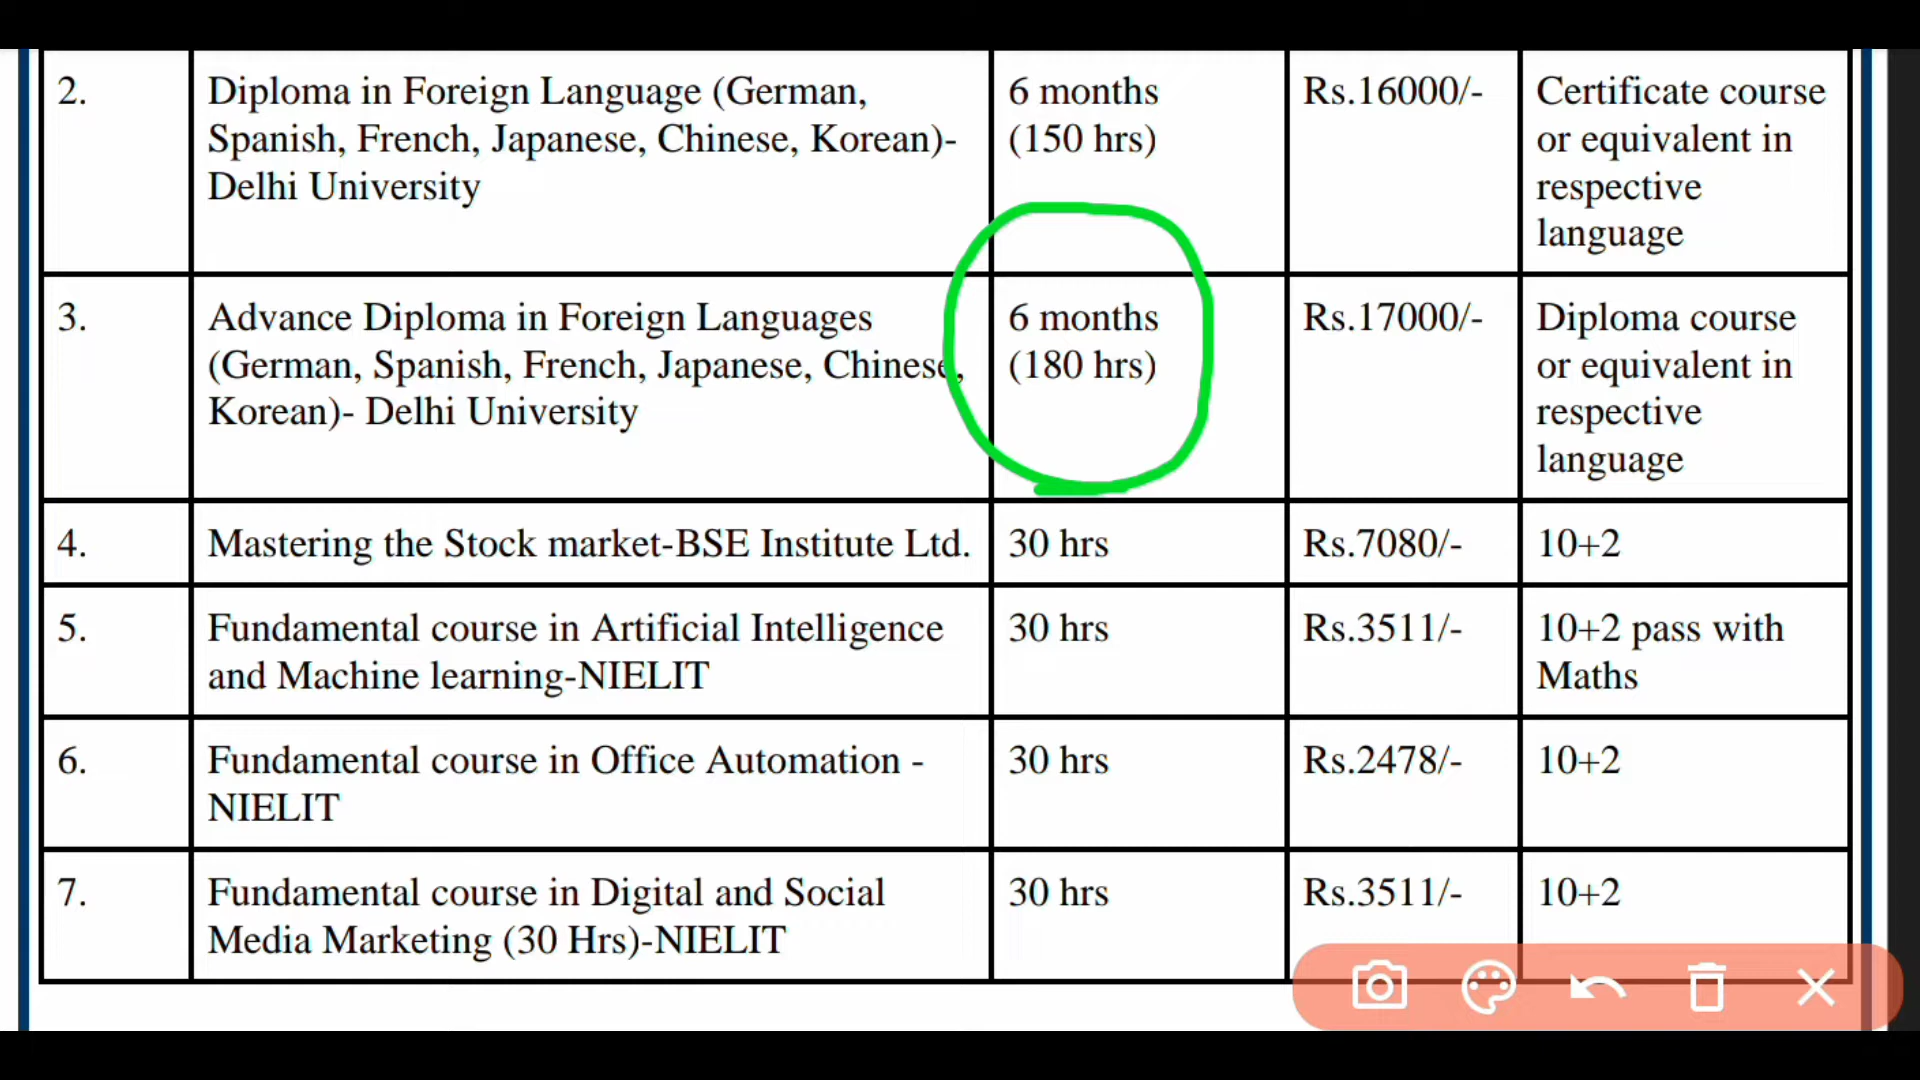 2.
Diploma in Foreign Language (German,
Spanish, French, Japanese, Chinese, Korean)-
Delhi University
6 months
(150 hrs)
Rs.16000/-
Certificate course
or equivalent in
respective
language
3.
Advance Diploma in Foreign Languages
(German, Spanish, French, Japanese, Chinese,
Korean)- Delhi University
6 months
(180 hrs)
Rs.17000/-
Diploma course
or equivalent in
respective
language
4.
Mastering the Stock market-BSE Institute Ltd.
30 hrs
Rs.7080/-
10+2
5.
Fundamental course in Artificial Intelligence
and Machine learning-NIELIT
30 hrs
Rs.3511/-
10+2 pass with
Maths
6.
Fundamental course in Office Automation -
NIELIT
30 hrs
Rs.2478/-
10+2
7.
Fundamental course in Digital and Social
Media Marketing (30 Hrs)-NIELIT
30 hrs
Rs.3511/-
10+2